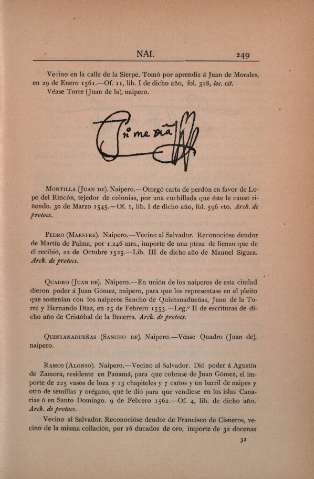 NAI. 249
Vecino en la calle de la Sierpe. Tomó por aprendiz á Juan de Morales,
en 29 de Enero 1561.—Of. 11, lib. I de dicho año, fol. 318, loc. cit.
Véase Torre (Juan de la), naipero.
MORTILLA (JUAN DE). Naipero.—Otorgó carta de perdón en favor de Lo-
pe del Rincón, tejedor de colonias, por una cuchillada que éste le causó ri-
ñendo. 30 de Marzo 1545.—Of. I, lib. I de dicho año, fol. 596 vto. Arch. de
protocs.
PEDRO (MAESTRE). Naipero.—Vecino al Salvador. Reconocióse deudor
de Martín de Palma, por 1.246 mrs., importe de una pieza de lienzo que de
él recibió, 22 de Octubre 1525.—Lib. III de dicho año de Manuel Sigura.
Arch. de protocs.
QUADRO (JUAN DE). Naipero.—En unión de los naiperos de esta ciudad
dieron poder á Juan Gómez, naipero, para que los representase en el pleito
que sostenían con los naiperos Sancho de Quintanadueñas, Juan de la To-
rre y Hernando Díaz, en 25 de Febrero 1553.—Leg.º II de escrituras de di-
cho año de Cristóbal de la Becerra. Arch. de protocs.
QUINTANADUEÑAS (SANCHO DE). Naipero.—Véase Quadro (Juan de),
naipero.
RAMOS (ALONSO). Naipero.—Vecino al Salvador. Dió poder á Agustín
de Zamora, residente en Panamá, para que cobrase de Juan Gómez, el im-
porte de 225 vasos de loza y 13 chapiteles y 7 caños y un barril de naipes y
otro de semillas y orégano, que le dió para que vendiese en las islas Cana-
rias ó en Santo Domingo. 9 de Febrero 1562.—Of. 4, lib. de dicho año.
Arch. de protocs.
Vecino al Salvador. Reconocióse deudor de Francisco de Cisneros, ve-
cino de la misma collación, por 26 ducados de oro, importe de 32 docenas
32